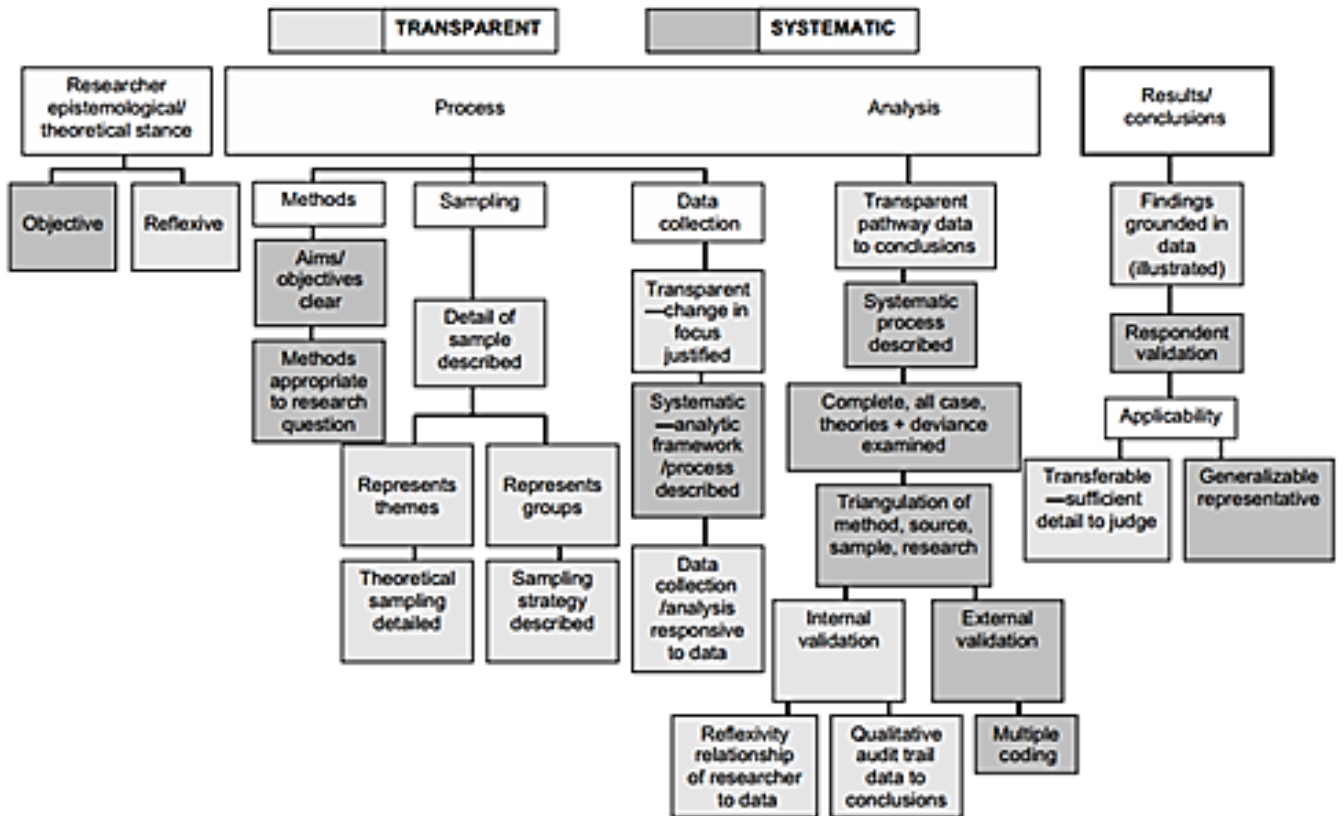 TRANSPARENT
SYSTEMATIC
Researcher
epistemological/
theoretical stance
Process
Analysis
Results/
conclusions
Objective
Reflexive
Methods
Aims/
objectives
clear
Methods
appropriate
to research
question
Sampling
Detail of
sample
described
Represents
themes
Represents
groups
Theoretical
sampling
detailed
Sampling
strategy
described
Data
collection
Transparent
—change in
focus
justified
Systematic
—analytic
framework
/process
described
Data
collection
/analysis
responsive
to data
Transparent
pathway data
to conclusions
Systematic
process
described
Complete, all case,
theories + deviance
examined
Triangulation of
method, source,
sample, research
Internal
validation
External
validation
Reflexivity
relationship
of researcher
to data
Qualitative
audit trail
data to
conclusions
Multiple
coding
Findings
grounded in
data
(illustrated)
Respondent
validation
Applicability
Transferable
—sufficient
detail to judge
Generalizable
representative